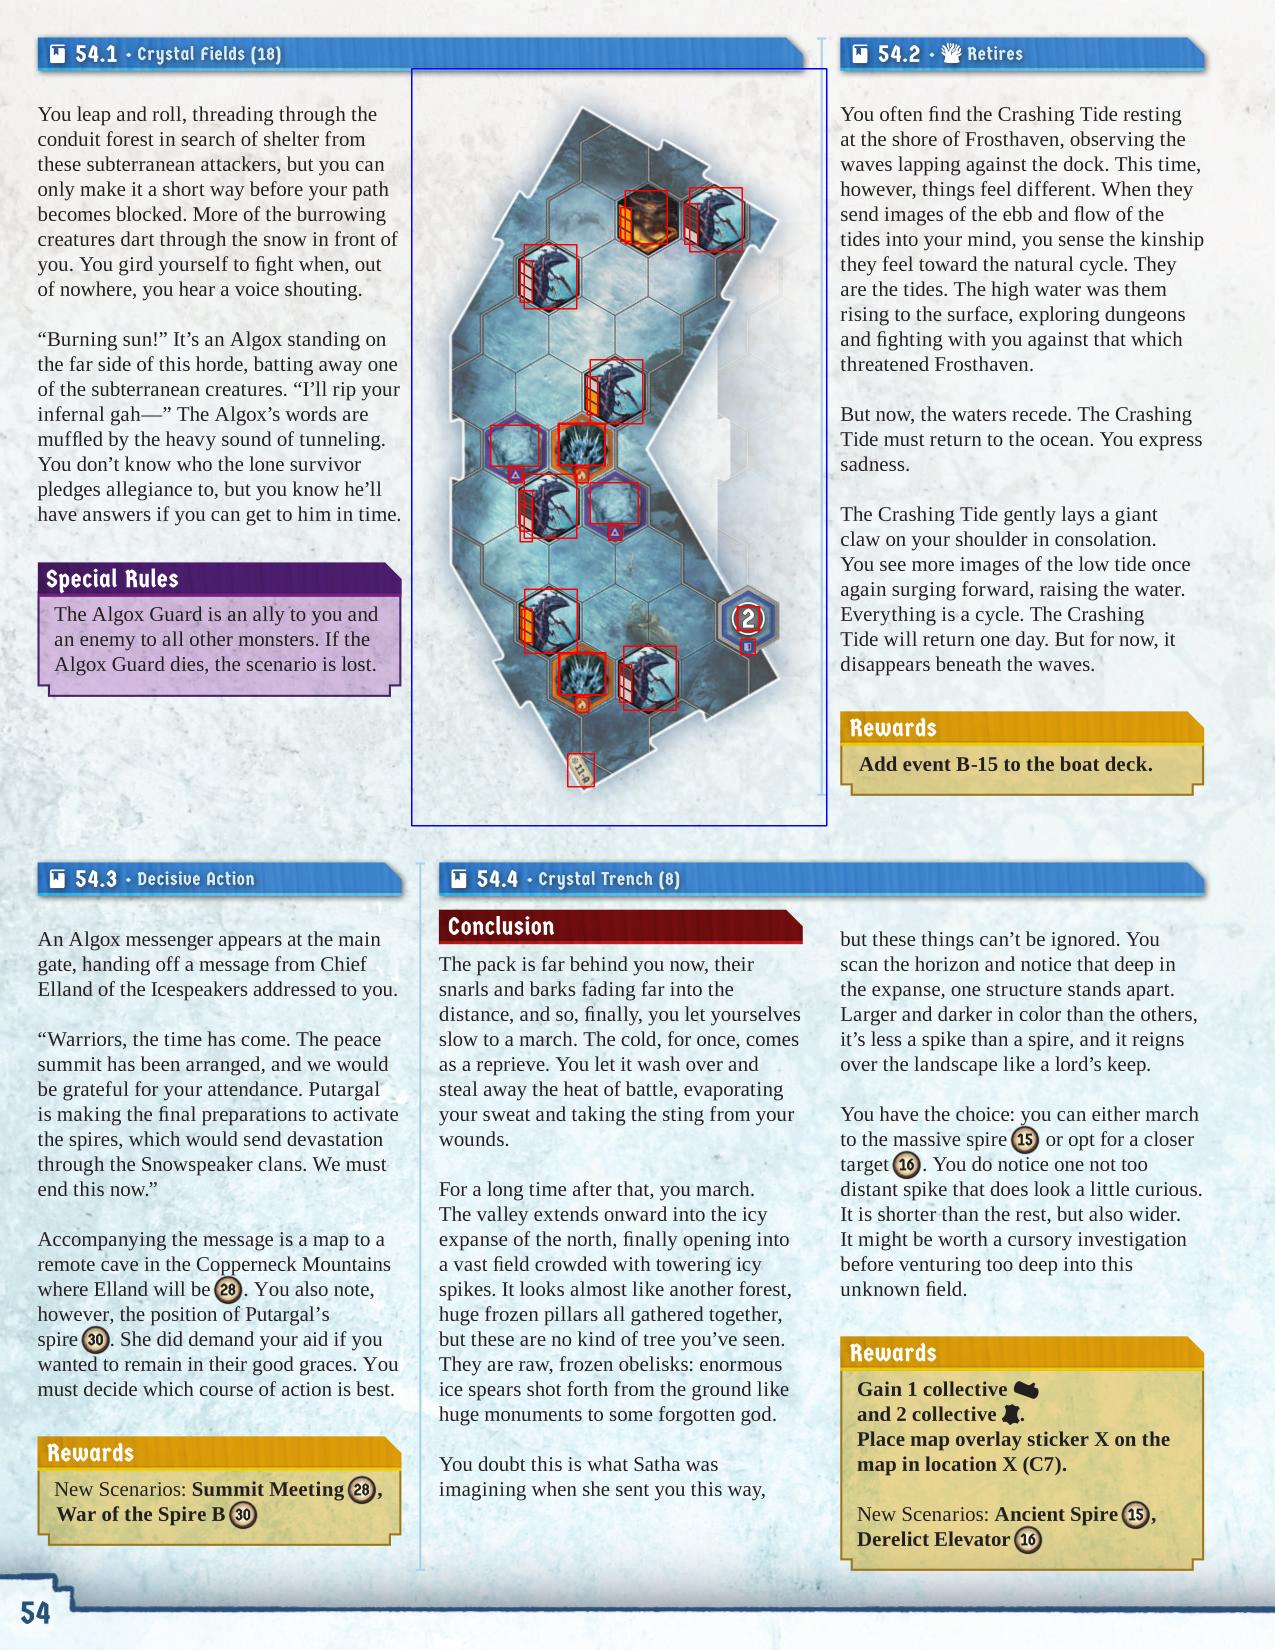 54.1 • Crystal Fields (18)
You leap and roll, threading through the
conduit forest in search of shelter from
these subterranean attackers, but you can
only make it a short way before your path
becomes blocked. More of the burrowing
creatures dart through the snow in front of
you. You gird yourself to fight when, out
of nowhere, you hear a voice shouting.
“Burning sun!” It’s an Algox standing on
the far side of this horde, batting away one
of the subterranean creatures. “I’ll rip your
infernal gah—” The Algox’s words are
muffled by the heavy sound of tunneling.
You don’t know who the lone survivor
pledges allegiance to, but you know he’ll
have answers if you can get to him in time.
Special Rules
The Algox Guard is an ally to you and
an enemy to all other monsters. If the
Algox Guard dies, the scenario is lost.
2
11-A
54.2 • Retires
You often find the Crashing Tide resting
at the shore of Frosthaven, observing the
waves lapping against the dock. This time,
however, things feel different. When they
send images of the ebb and flow of the
tides into your mind, you sense the kinship
they feel toward the natural cycle. They
are the tides. The high water was them
rising to the surface, exploring dungeons
and fighting with you against that which
threatened Frosthaven.
But now, the waters recede. The Crashing
Tide must return to the ocean. You express
sadness.
The Crashing Tide gently lays a giant
claw on your shoulder in consolation.
You see more images of the low tide once
again surging forward, raising the water.
Everything is a cycle. The Crashing
Tide will return one day. But for now, it
disappears beneath the waves.
Rewards
Add event B-15 to the boat deck.
54.3 • Decisive Action
An Algox messenger appears at the main
gate, handing off a message from Chief
Elland of the Icespeakers addressed to you.
“Warriors, the time has come. The peace
summit has been arranged, and we would
be grateful for your attendance. Putargal
is making the final preparations to activate
the spires, which would send devastation
through the Snowspeaker clans. We must
end this now.”
Accompanying the message is a map to a
remote cave in the Copperneck Mountains
where Elland will be 28. You also note,
however, the position of Putargal’s
spire 30. She did demand your aid if you
wanted to remain in their good graces. You
must decide which course of action is best.
Rewards
New Scenarios: Summit Meeting 28,
War of the Spire B 30
54.4 • Crystal Trench (8)
Conclusion
The pack is far behind you now, their
snarls and barks fading far into the
distance, and so, finally, you let yourselves
slow to a march. The cold, for once, comes
as a reprieve. You let it wash over and
steal away the heat of battle, evaporating
your sweat and taking the sting from your
wounds.
For a long time after that, you march.
The valley extends onward into the icy
expanse of the north, finally opening into
a vast field crowded with towering icy
spikes. It looks almost like another forest,
huge frozen pillars all gathered together,
but these are no kind of tree you’ve seen.
They are raw, frozen obelisks: enormous
ice spears shot forth from the ground like
huge monuments to some forgotten god.
You doubt this is what Satha was
imagining when she sent you this way,
but these things can’t be ignored. You
scan the horizon and notice that deep in
the expanse, one structure stands apart.
Larger and darker in color than the others,
it’s less a spike than a spire, and it reigns
over the landscape like a lord’s keep.
You have the choice: you can either march
to the massive spire 15 or opt for a closer
target 16. You do notice one not too
distant spike that does look a little curious.
It is shorter than the rest, but also wider.
It might be worth a cursory investigation
before venturing too deep into this
unknown field.
Rewards
Gain 1 collective
and 2 collective .
Place map overlay sticker X on the
map in location X (C7).
New Scenarios: Ancient Spire 15,
Derelict Elevator 16
54